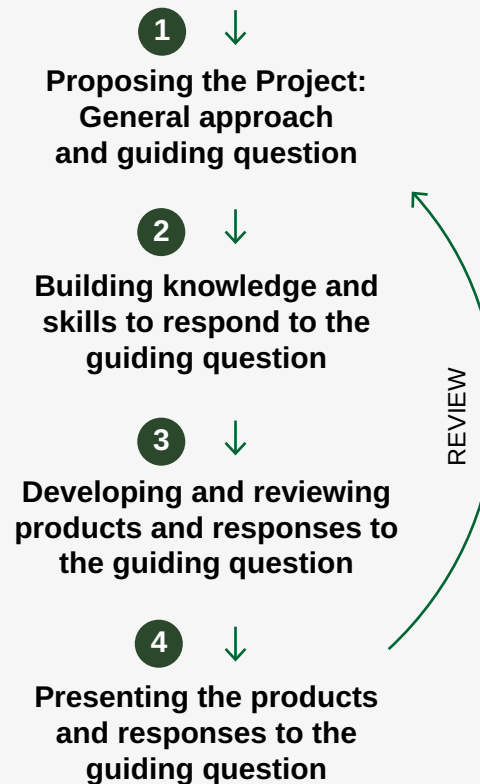 1
Proposing the Project:
General approach
and guiding question
2
Building knowledge and
skills to respond to the
guiding question
REVIEW
3
Developing and reviewing
products and responses to
the guiding question
4
Presenting the products
and responses to the
guiding question